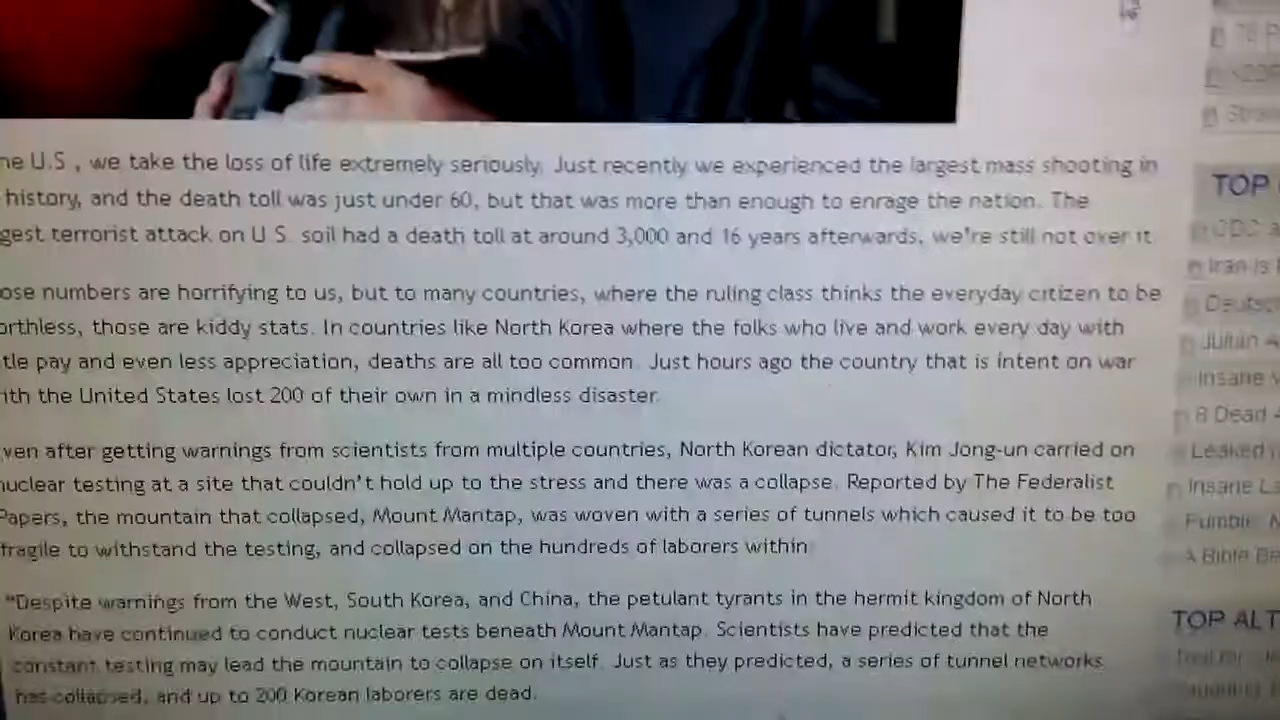 he U.S , we take the loss of life extremely seriously. Just recently we experienced the largest mass shooting in
history, and the death toll was just under 60, but that was more than enough to enrage the nation. The
gest terrorist attack on U.S. soil had a death toll at around 3,000 and 16 years afterwards, we're still not over it.
ose numbers are horrifying to us, but to many countries, where the ruling class thinks the everyday citizen to be
orthless, those are kiddy stats. In countries like North Korea where the folks who live and work every day with
tle pay and even less appreciation, deaths are all too common. Just hours ago the country that is intent on war
ith the United States lost 200 of their own in a mindless disaster.
ven after getting warnings from scientists from multiple countries, North Korean dictator, Kim Jong-un carried on
nuclear testing at a site that couldn't hold up to the stress and there was a collapse. Reported by The Federalist
Papers, the mountain that collapsed, Mount Mantap, was woven with a series of tunnels which caused it to be too
fragile to withstand the testing, and collapsed on the hundreds of laborers within
"Despite warnings from the West, South Korea, and China, the petulant tyrants in the hermit kingdom of North
Korea have continued to conduct nuclear tests beneath Mount Mantap. Scientists have predicted that the
constant testing may lead the mountain to collapse on itself. Just as they predicted, a series of tunnel networks
has collapsed, and up to 200 Korean laborers are dead.
TOP
Iran Is
Deutsc
Julian A
Insane
8 Dead
Leaked
Insane La
Fumble
A Bible Be
TOP ALT